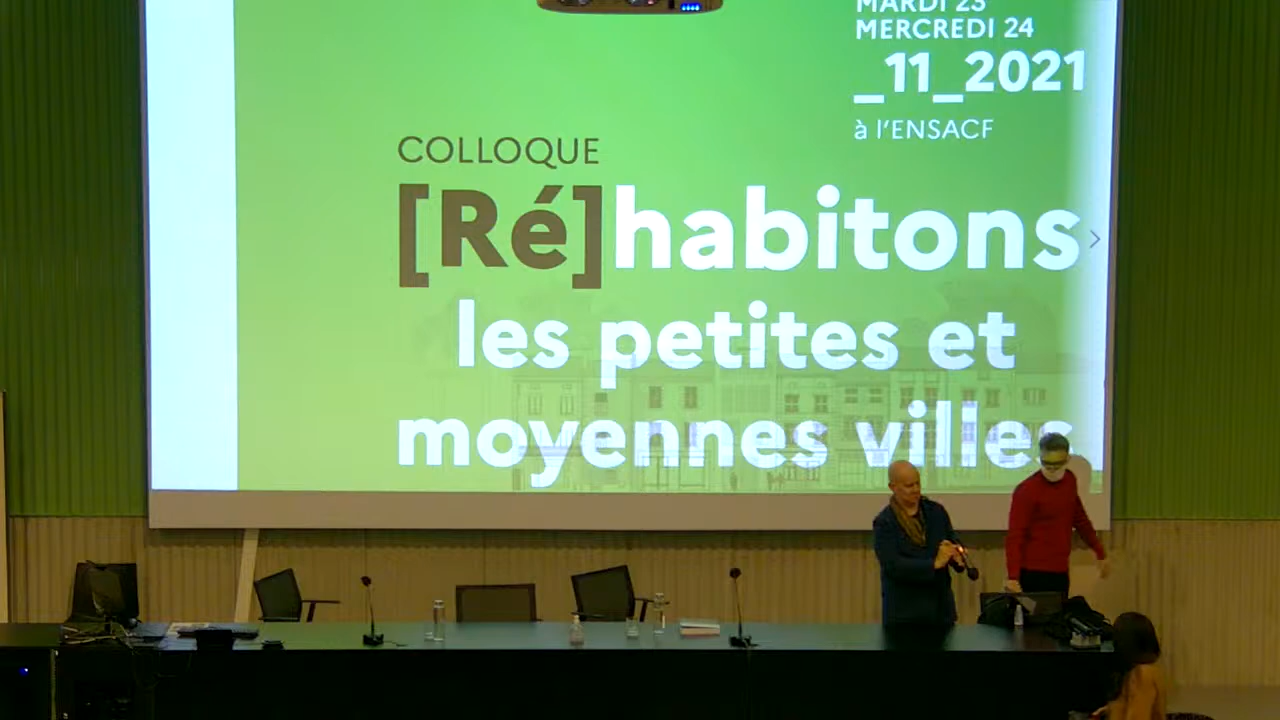 MARDI 23
MERCREDI 24
_11_2021
à l'ENSACF
COLLOQUE
[Ré]habitons
les petites et
moyennes villes